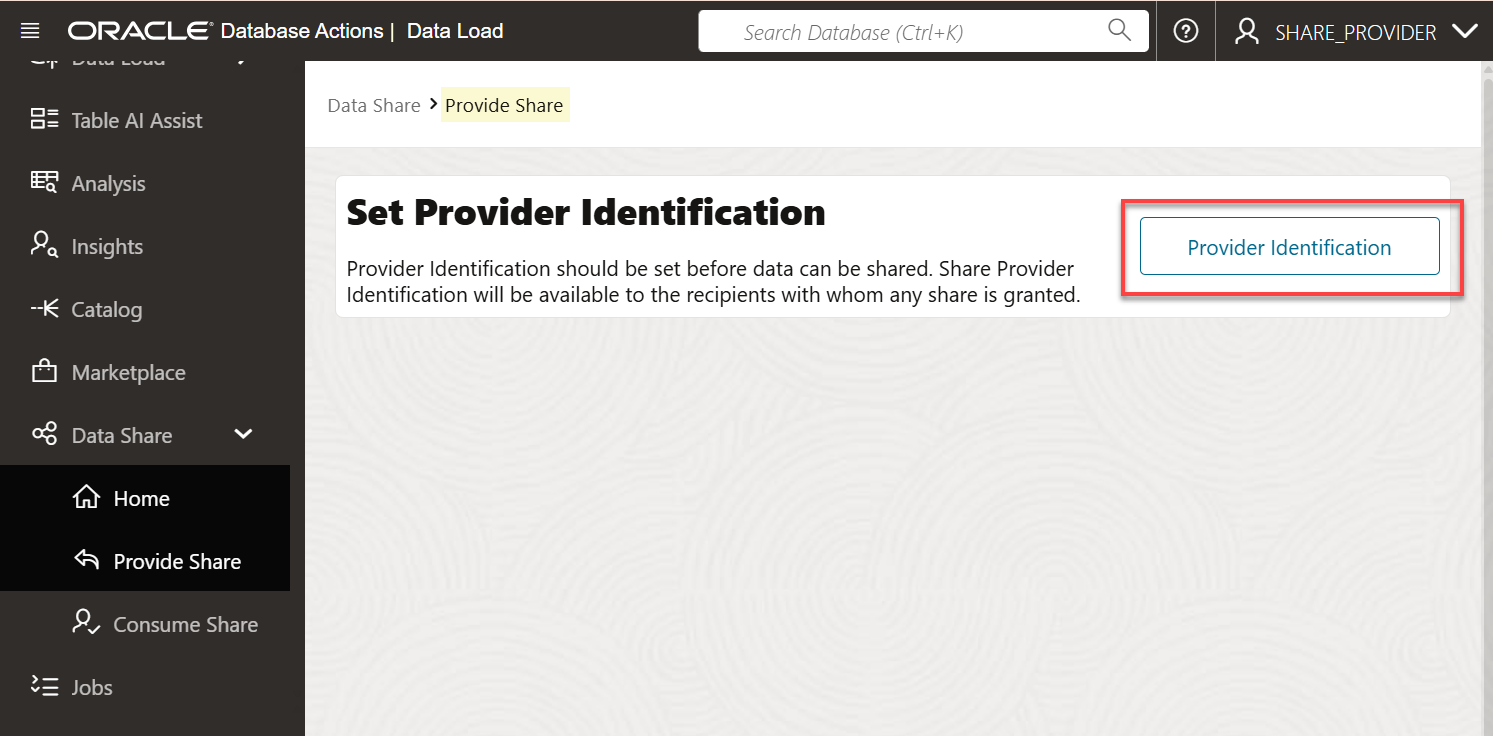 ORACLE Database Actions | Data Load
Search Database (Ctrl+K)
SHARE_PROVIDER
Data Load
Table AI Assist
Analysis
Insights
Catalog
Marketplace
Data Share
Home
Provide Share
Consume Share
Jobs
Data Share > Provide Share
Set Provider Identification
Provider Identification should be set before data can be shared. Share Provider
Identification will be available to the recipients with whom any share is granted.
Provider Identification